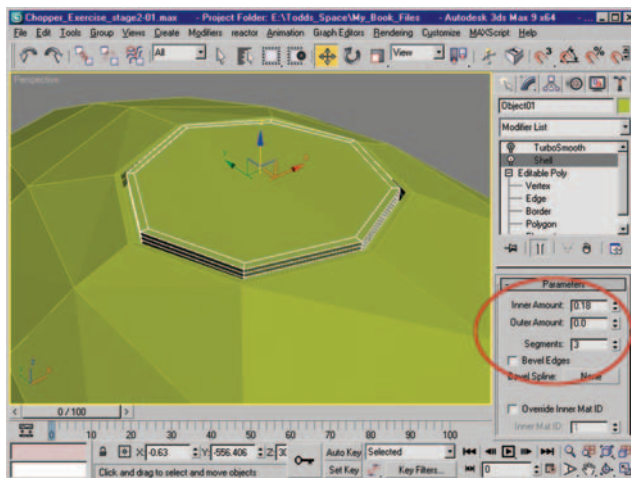 Chopper_Exercise_stage2-01.max - Project Folder: E:\Todds_Space\My_Book_Files - Autodesk 3ds Max 9 x64 - ...
File Edit Tools Group Views Create Modifiers reactor Animation Graph Editors Rendering Customize MAXScript Help
All
View
Perspective
Object01
Modifier List
TurboSmooth
Shell
Editable Poly
Vertex
Edge
Border
Polygon
Parameters
Inner Amount: 0.18
Outer Amount: 0.0
Segments: 3
Bevel Edges
Bevel Spline: None
Override Inner Mat ID
Inner Mat ID: 1
0 / 100
0 10 20 30 40 50 60 70 80 90 100
X: -0.63 Y: -556.406 Z: 30
Auto Key Selected
Click and drag to select and move objects
Set Key Key Filters...
0